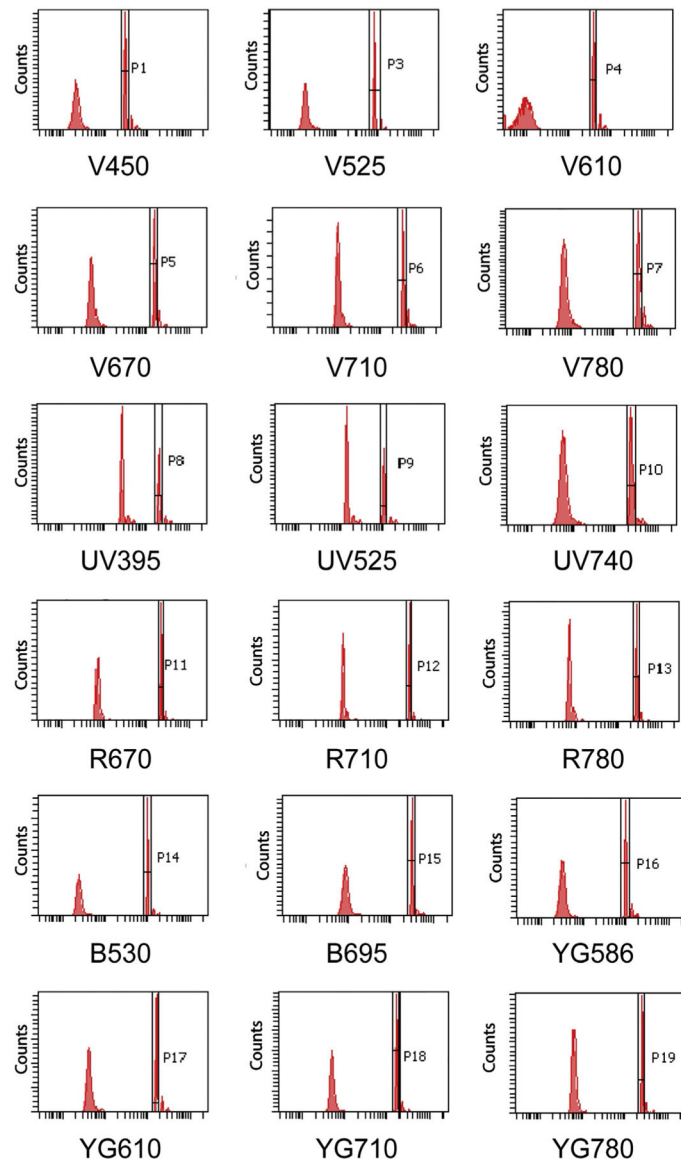 Counts P1 Counts P3 Counts P4
V450 V525 V610
Counts P5 Counts P6 Counts P7
V670 V710 V780
Counts P8 Counts P9 Counts P10
UV395 UV525 UV740
Counts P11 Counts P12 Counts P13
R670 R710 R780
Counts P14 Counts P15 Counts P16
B530 B695 YG586
Counts P17 Counts P18 Counts P19
YG610 YG710 YG780